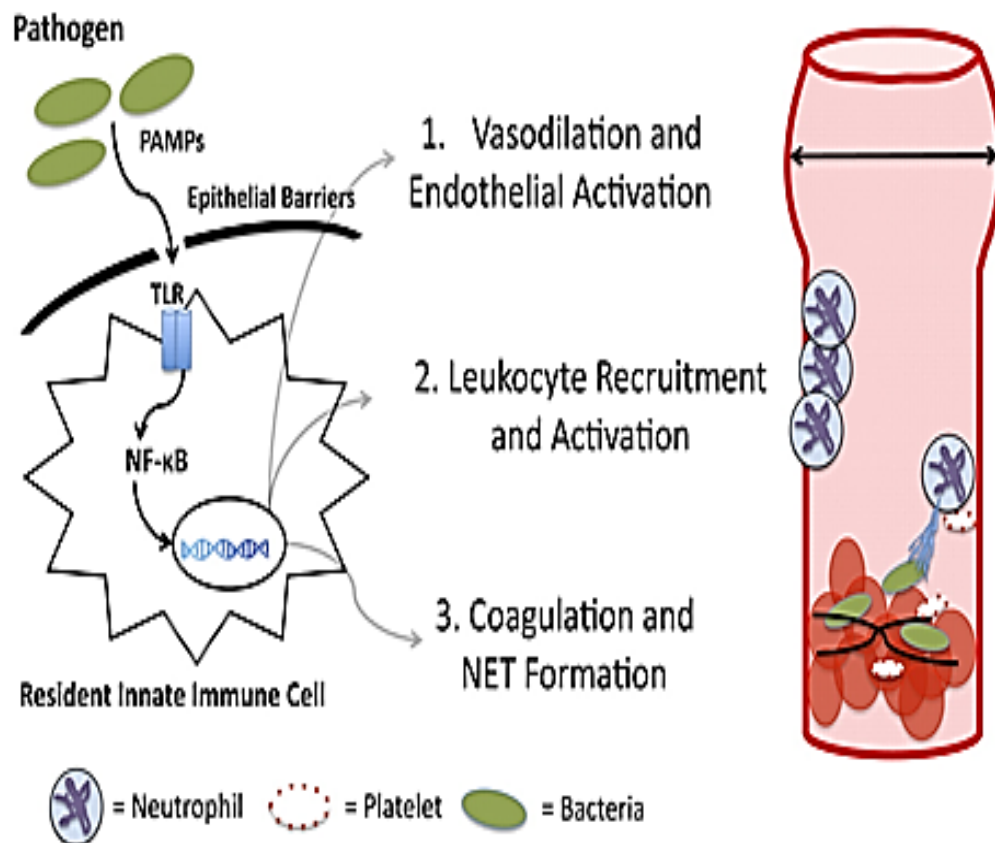 Pathogen
PAMPs
Epithelial Barriers
TLR
NF-κB
Resident Innate Immune Cell
1. Vasodilation and
Endothelial Activation
2. Leukocyte Recruitment
and Activation
3. Coagulation and
NET Formation
= Neutrophil = Platelet = Bacteria